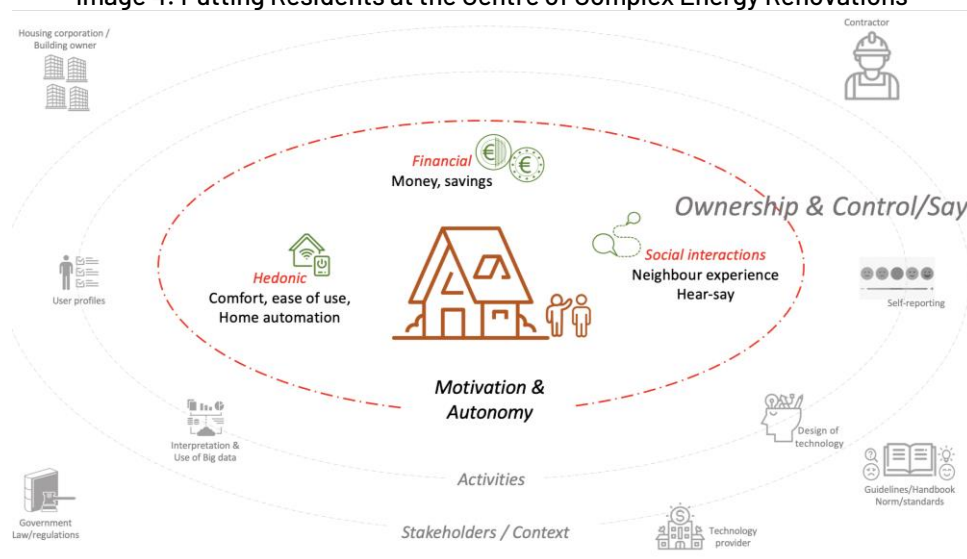 Image 4: Putting Residents at the Centre of Complex Energy Renovations
Housing corporation /
Building owner
Contractor
Financial
Money, savings
Ownership & Control/Say
Hedonic
Comfort, ease of use,
Home automation
Social interactions
Neighbour experience
Hear-say
User profiles
Self-reporting
Motivation &
Autonomy
Interpretation &
Use of Big data
Design of
technology
Activities
Guidelines/Handbook
Norm/standards
Government
Law/regulations
Stakeholders / Context
Technology
provider